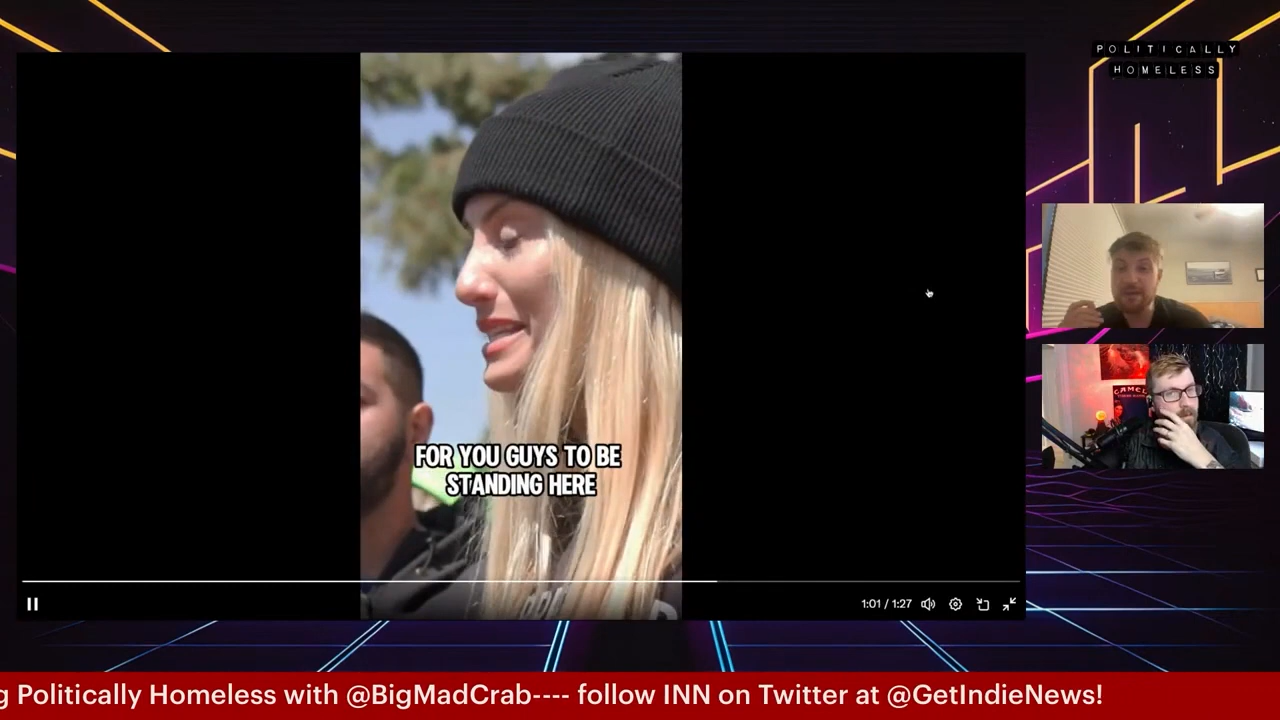 POLITICALLY
HOMELESS
CAMEL
FOR YOU GUYS TO BE
STANDING HERE
1:01 / 1:27
g Politically Homeless with @BigMadCrab---- follow INN on Twitter at @GetIndieNews!